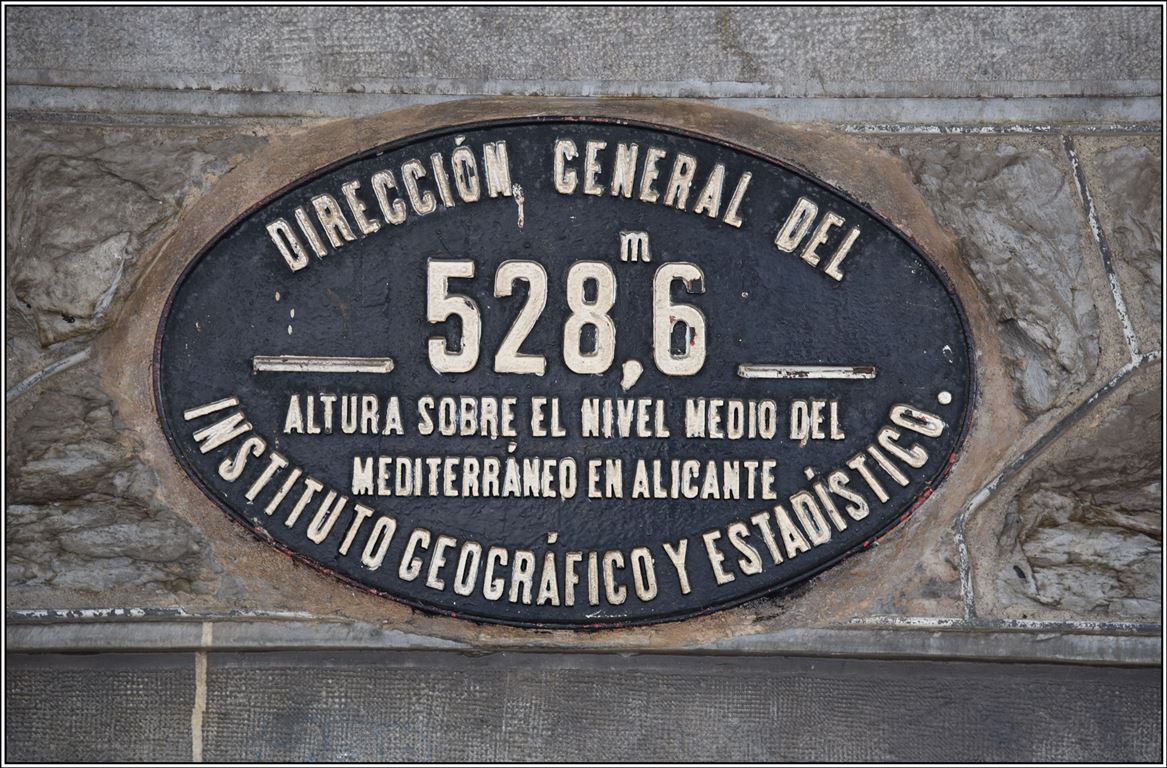 DIRECCIÓN GENERAL DEL
528,6 m
ALTURA SOBRE EL NIVEL MEDIO DEL
MEDITERRÁNEO EN ALICANTE
INSTITUTO GEOGRÁFICO Y ESTADÍSTICO.